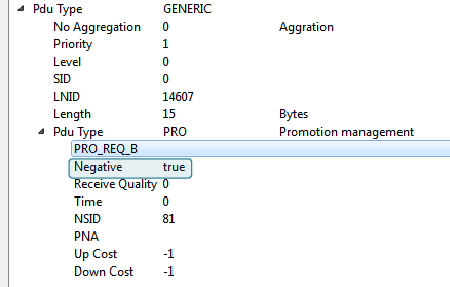 Pdu Type GENERIC
No Aggregation 0 Aggration
Priority 1
Level 0
SID 0
LNID 14607
Length 15 Bytes
Pdu Type PRO Promotion management
PRO_REQ_B
Negative true
Receive Quality 0
Time 0
NSID 81
PNA
Up Cost -1
Down Cost -1